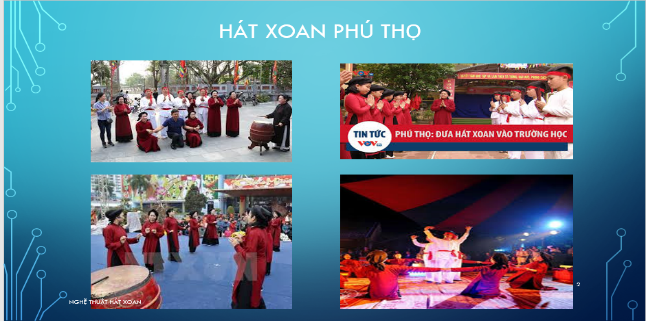 HÁT XOAN PHÚ THỌ
TIN TỨC
VOV
PHÚ THỌ: ĐƯA HÁT XOAN VÀO TRƯỜNG HỌC
NGHỆ THUẬT HÁT XOAN
2